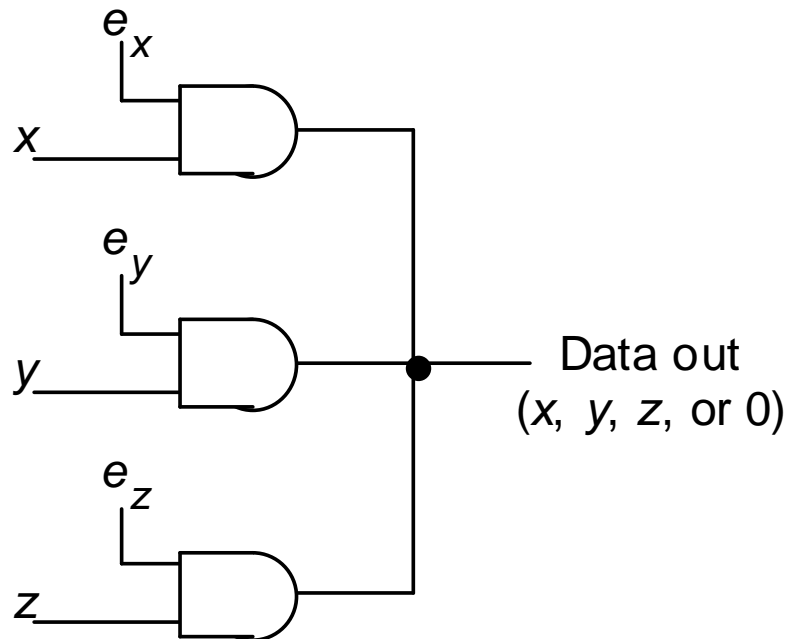 e_x
x
e_y
y
Data out
(x, y, z, or 0)
e_z
z